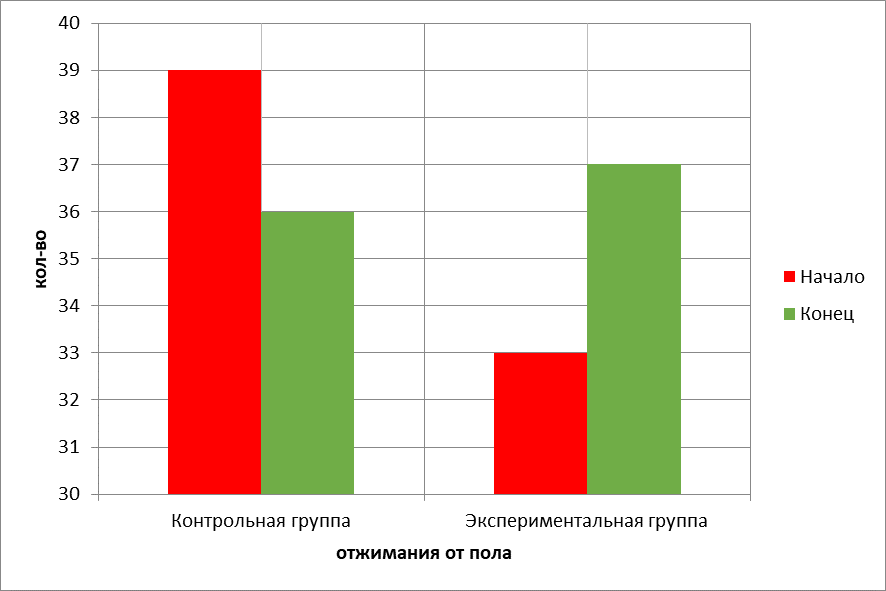 40
39
38
37
36
35
34
33
32
31
30
кол-во
Контрольная группа
Экспериментальная группа
отжимания от пола
Начало
Конец